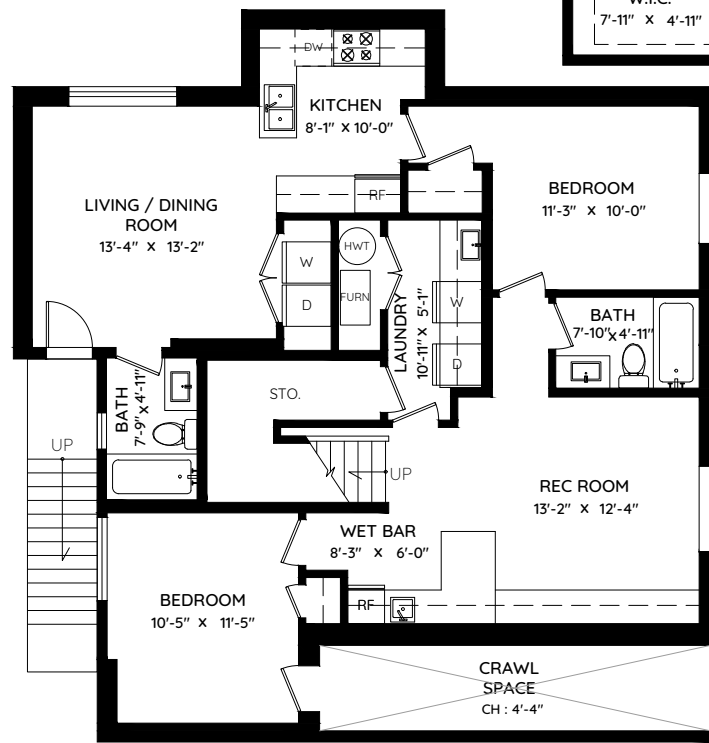 W.I.C.
7'-11" x 4'-11"
DW
KITCHEN
8'-1" x 10'-0"
RF
BEDROOM
11'-3" x 10'-0"
LIVING / DINING
ROOM
13'-4" x 13'-2"
W
D
HWT
FURN
LAUNDRY
10'-11" x 5'-1"
W
D
BATH
7'-10" x 4'-11"
BATH
7'-9" x 4'-11"
STO.
UP
UP
REC ROOM
13'-2" x 12'-4"
WET BAR
8'-3" x 6'-0"
RF
BEDROOM
10'-5" x 11'-5"
CRAWL
SPACE
CH : 4'-4"